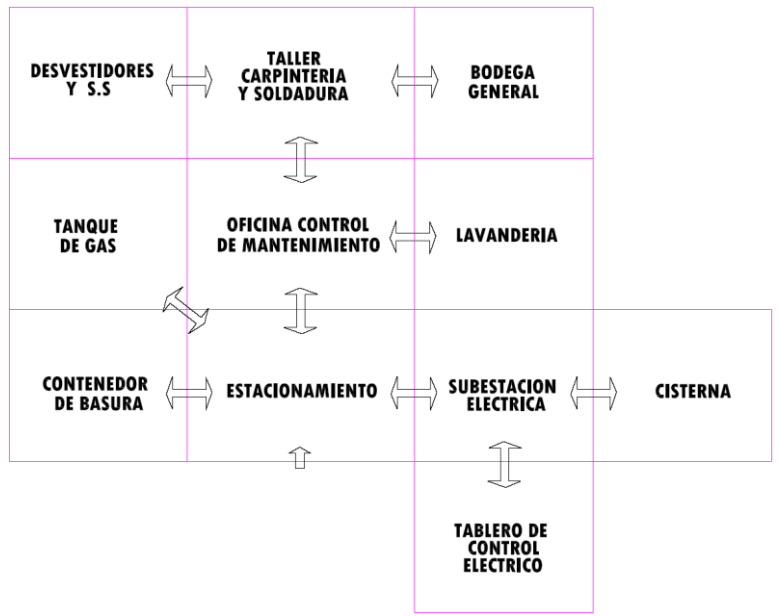 DESVESTIDORES
Y S.S
TALLER
CARPINTERIA
Y SOLDADURA
BODEGA
GENERAL
TANQUE
DE GAS
OFICINA CONTROL
DE MANTENIMIENTO
LAVANDERIA
CONTENEDOR
DE BASURA
ESTACIONAMIENTO
SUBESTACION
ELECTRICA
CISTERNA
TABLERO DE
CONTROL
ELECTRICO